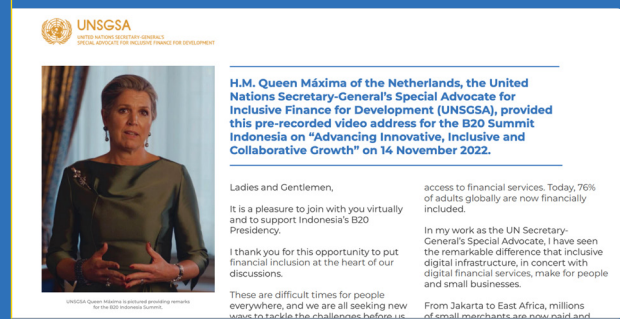 UNSGSA
UNITED NATIONS SECRETARY-GENERAL'S
SPECIAL ADVOCATE FOR INCLUSIVE FINANCE FOR DEVELOPMENT
H.M. Queen Máxima of the Netherlands, the United
Nations Secretary-General's Special Advocate for
Inclusive Finance for Development (UNSGSA), provided
this pre-recorded video address for the B20 Summit
Indonesia on “Advancing Innovative, Inclusive and
Collaborative Growth” on 14 November 2022.
UNSGSA Queen Máxima is pictured providing remarks
for the B20 Indonesia Summit.
Ladies and Gentlemen,
It is a pleasure to join with you virtually
and to support Indonesia's B20
Presidency.
I thank you for this opportunity to put
financial inclusion at the heart of our
discussions.
These are difficult times for people
everywhere, and we are all seeking new
ways to tackle the challenges before us
access to financial services. Today, 76%
of adults globally are now financially
included.
In my work as the UN Secretary-
General's Special Advocate, I have seen
the remarkable difference that inclusive
digital infrastructure, in concert with
digital financial services, make for people
and small businesses.
From Jakarta to East Africa, millions
of small merchants are now paid and